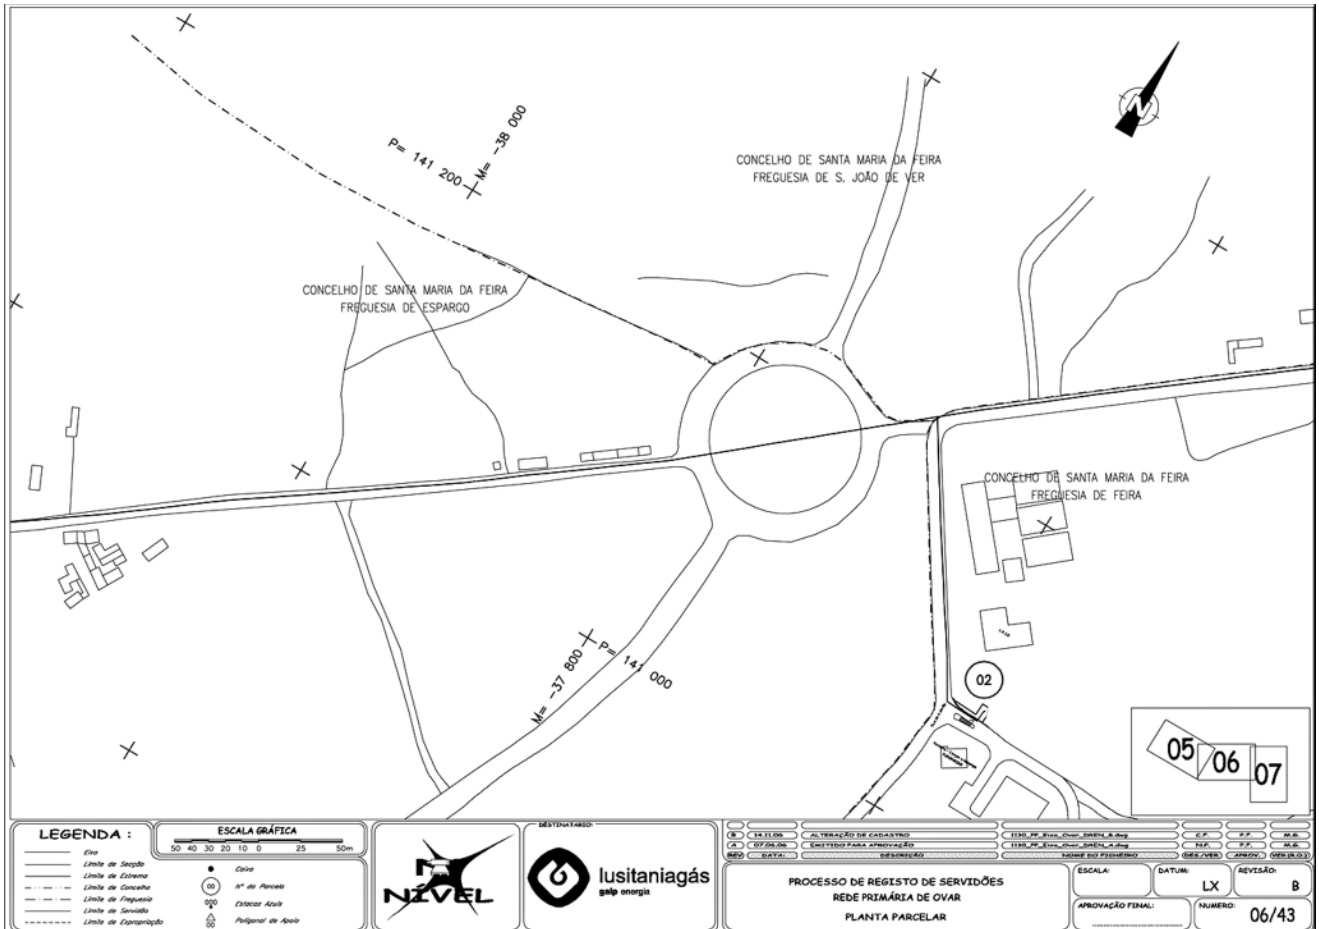 P= 141 200
M= -38 000
CONCELHO DE SANTA MARIA DA FEIRA
FREGUESIA DE S. JOÃO DE VER
N
CONCELHO DE SANTA MARIA DA FEIRA
FREGUESIA DE ESPARGO
CONCELHO DE SANTA MARIA DA FEIRA
FREGUESIA DE FEIRA
M= -37 800
P= 141 000
02
05
06
07
LEGENDA :
Eixo
Limite de Secção
Limite de Estrema
Limite de Concelho
Limite de Freguesia
Limite de Servidão
Limite de Expropriação
ESCALA GRÁFICA
50 40 30 20 10 0 25 50m
Caixa
00 Nº da Parcela
000 Estacas Azuis
00 Poligonal de Apoio
NÍVEL
DESTINATÁRIO:
lusitaniagás
galp energia
B 14.11.06 ALTERAÇÃO DE CADASTRO C.F. P.F. M.G.
A 07.06.06 EMITIDO PARA APROVAÇÃO N.P. P.F. M.G.
REV DATA: DESCRIÇÃO NOME DO FICHEIRO DES./VER. APROV.
PROCESSO DE REGISTO DE SERVIDÕES
REDE PRIMÁRIA DE OVAR
PLANTA PARCELAR
ESCALA:
DATUM:
LX
REVISÃO:
B
APROVAÇÃO FINAL:
NUMERO:
06/43